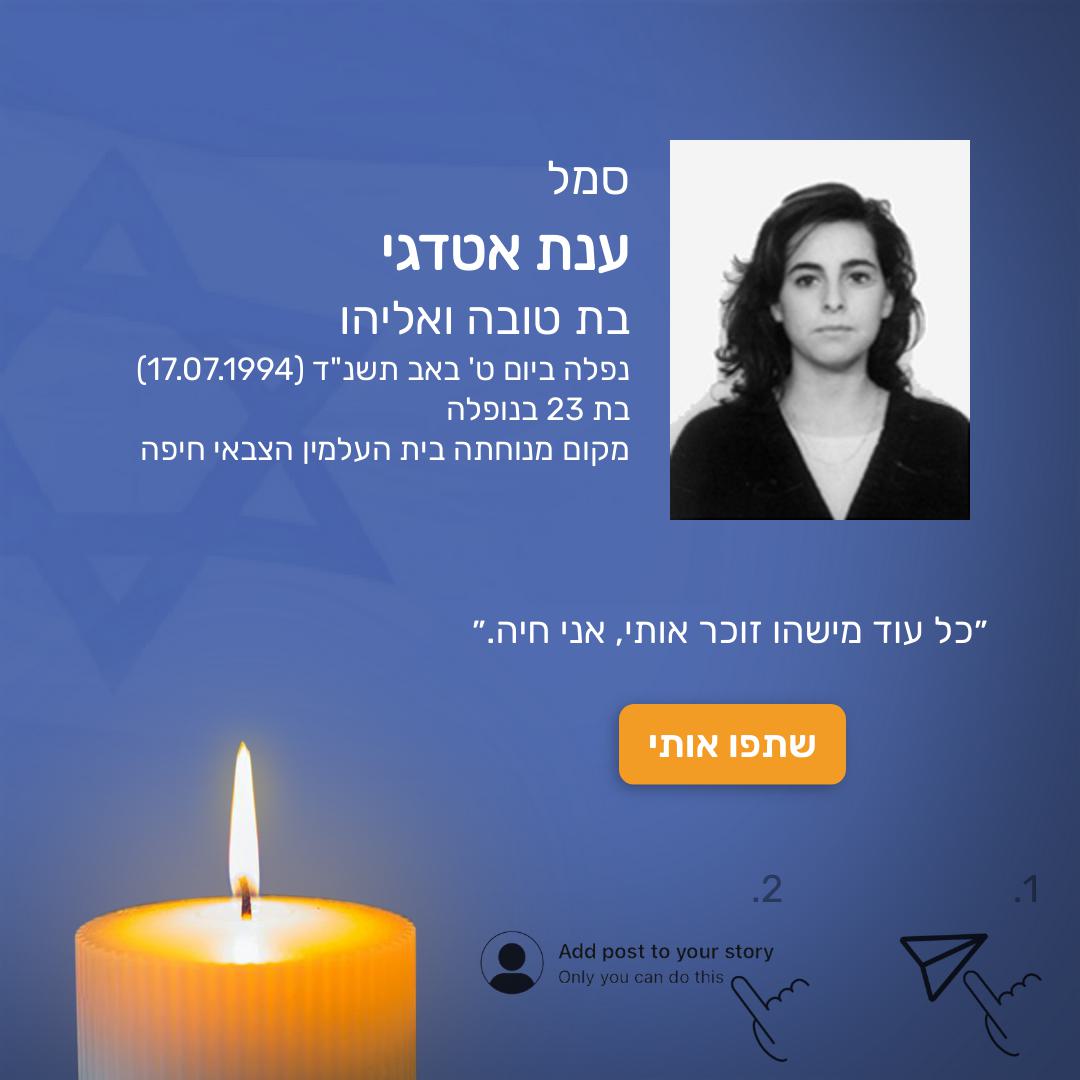 סמל
ענת אטדגי
בת טובה ואליהו
נפלה ביום ט' באב תשנ"ד (17.07.1994)
בת 23 בנופלה
מקום מנוחתה בית העלמין הצבאי חיפה
״כל עוד מישהו זוכר אותי, אני חיה.״
שתפו אותי
.1
.2
Add post to your story
Only you can do this